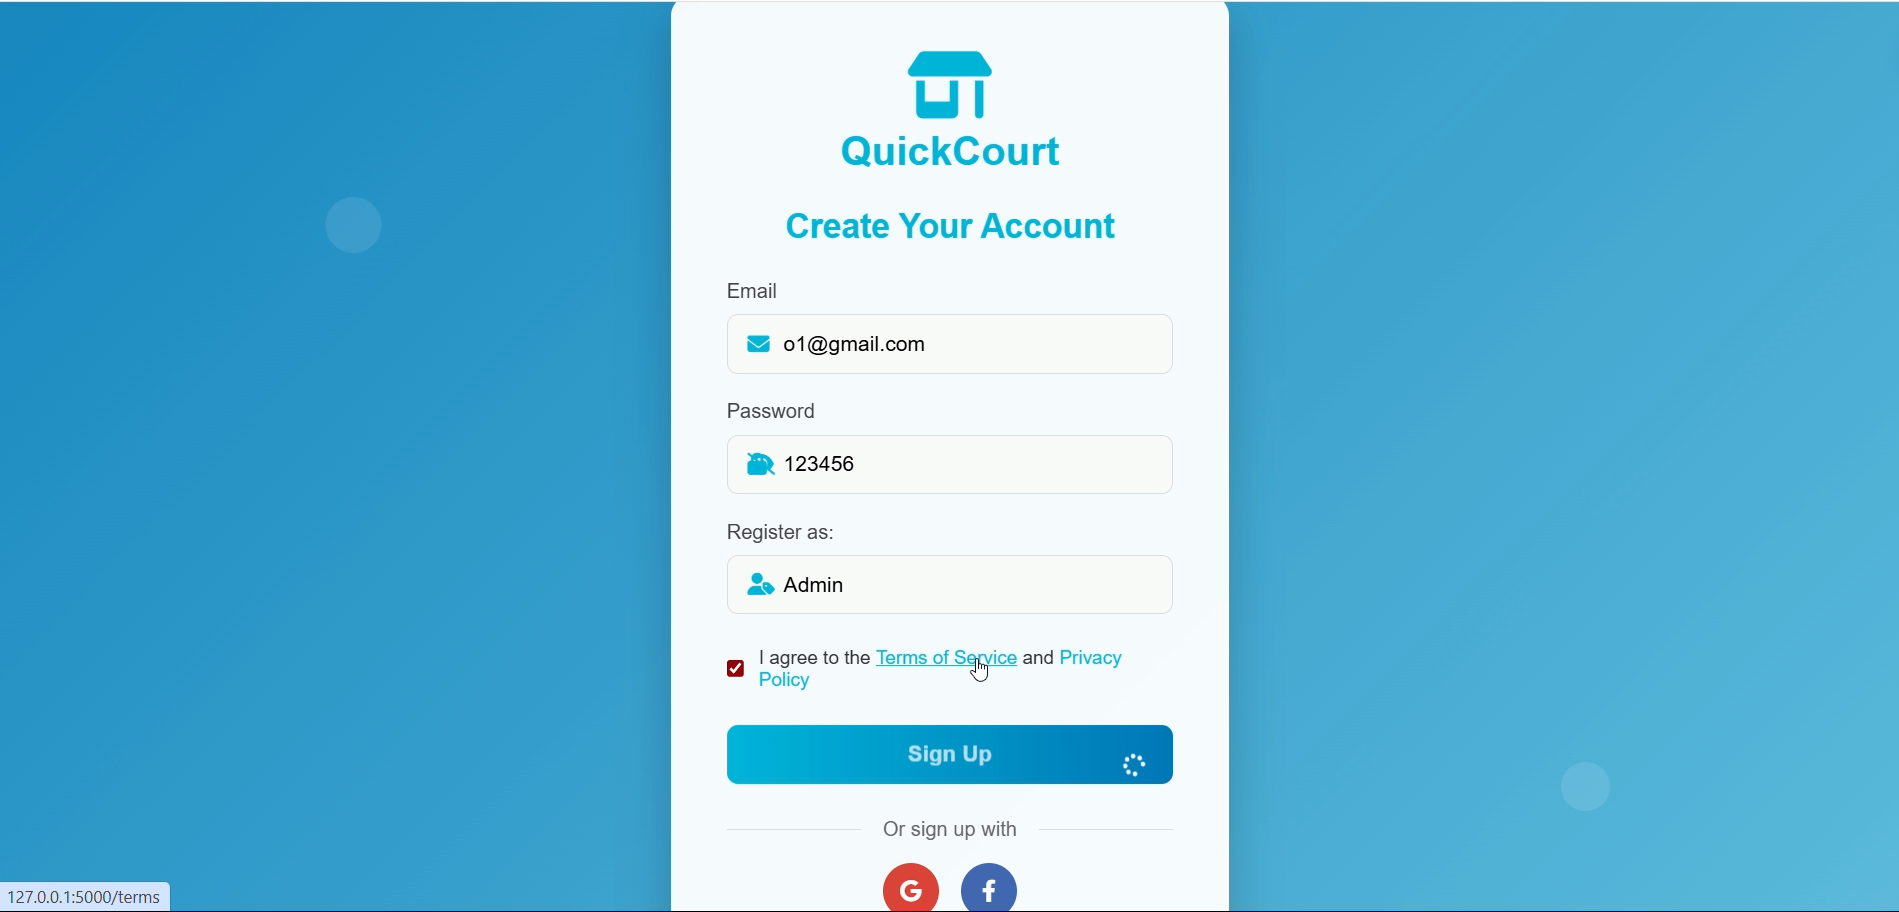 QuickCourt
Create Your Account
Email
o1@gmail.com
Password
123456
Register as:
Admin
I agree to the Terms of Service and Privacy
Policy
Sign Up
Or sign up with
G f
127.0.0.1:5000/terms